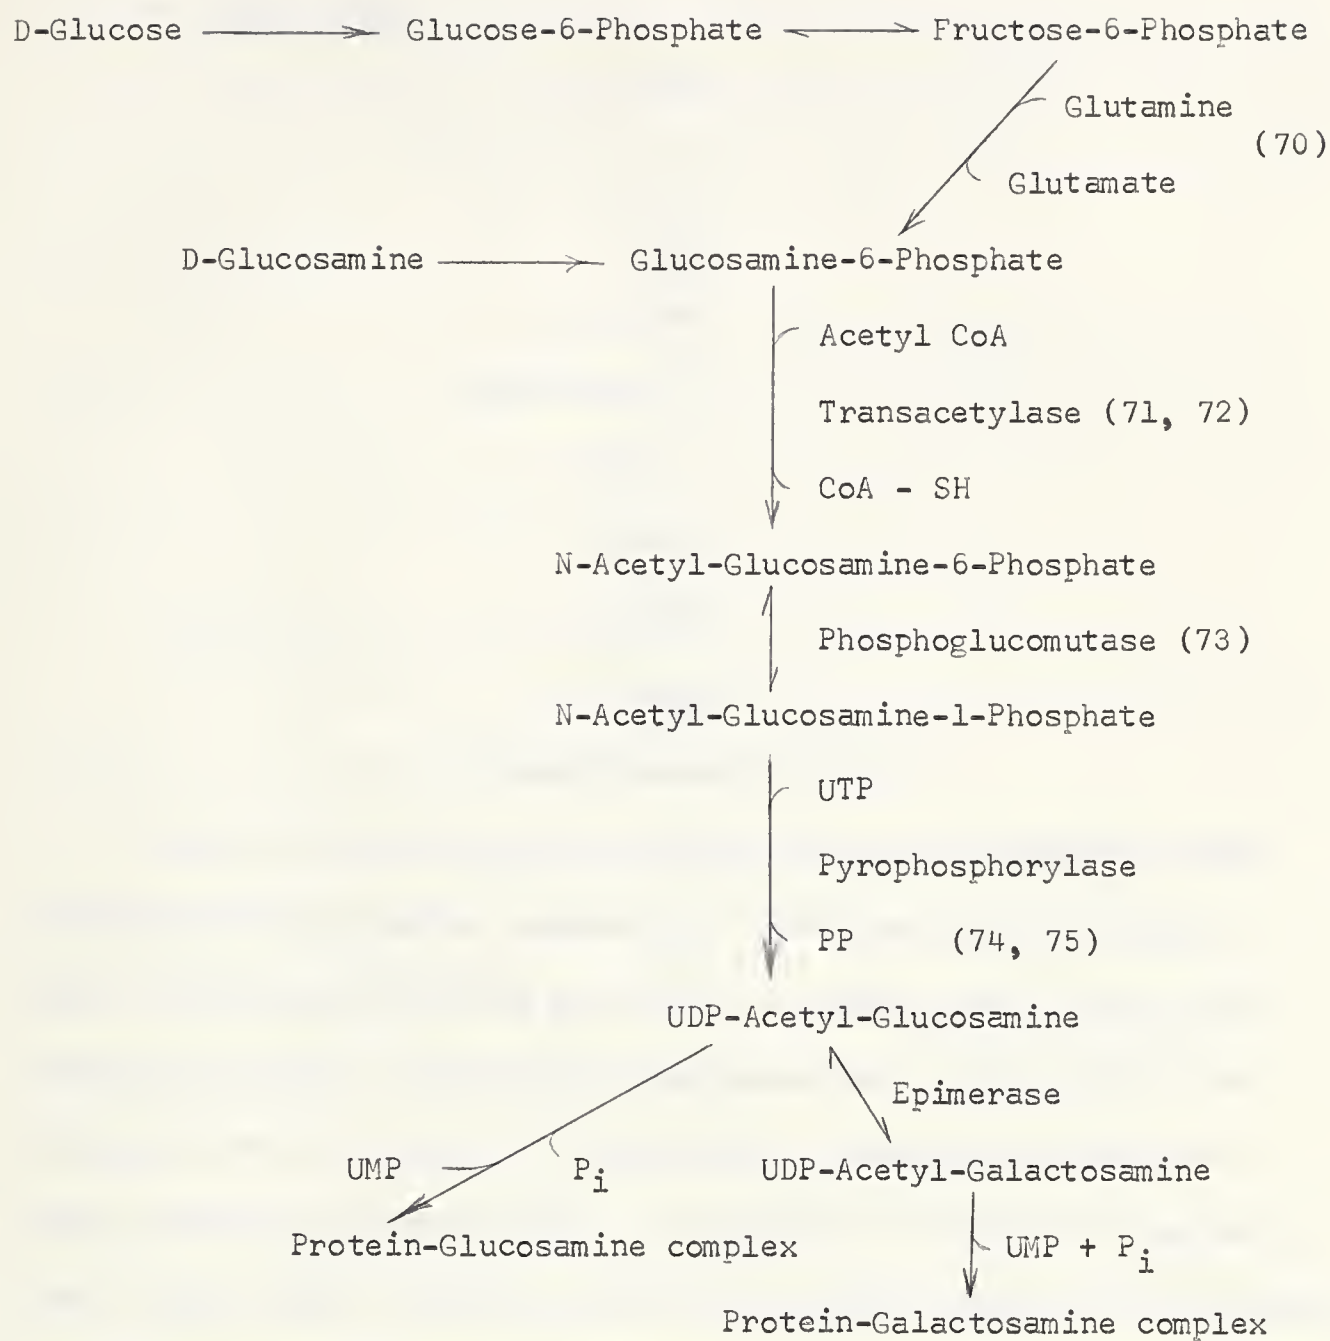 D-Glucose Glucose-6-Phosphate Fructose-6-Phosphate
Glutamine
(70)
Glutamate
D-Glucosamine Glucosamine-6-Phosphate
Acetyl CoA
Transacetylase (71, 72)
CoA - SH
N-Acetyl-Glucosamine-6-Phosphate
Phosphoglucomutase (73)
N-Acetyl-Glucosamine-1-Phosphate
UTP
Pyrophosphorylase
PP (74, 75)
UDP-Acetyl-Glucosamine
Epimerase
UMP Pi UDP-Acetyl-Galactosamine
Protein-Glucosamine complex UMP + Pi
Protein-Galactosamine complex